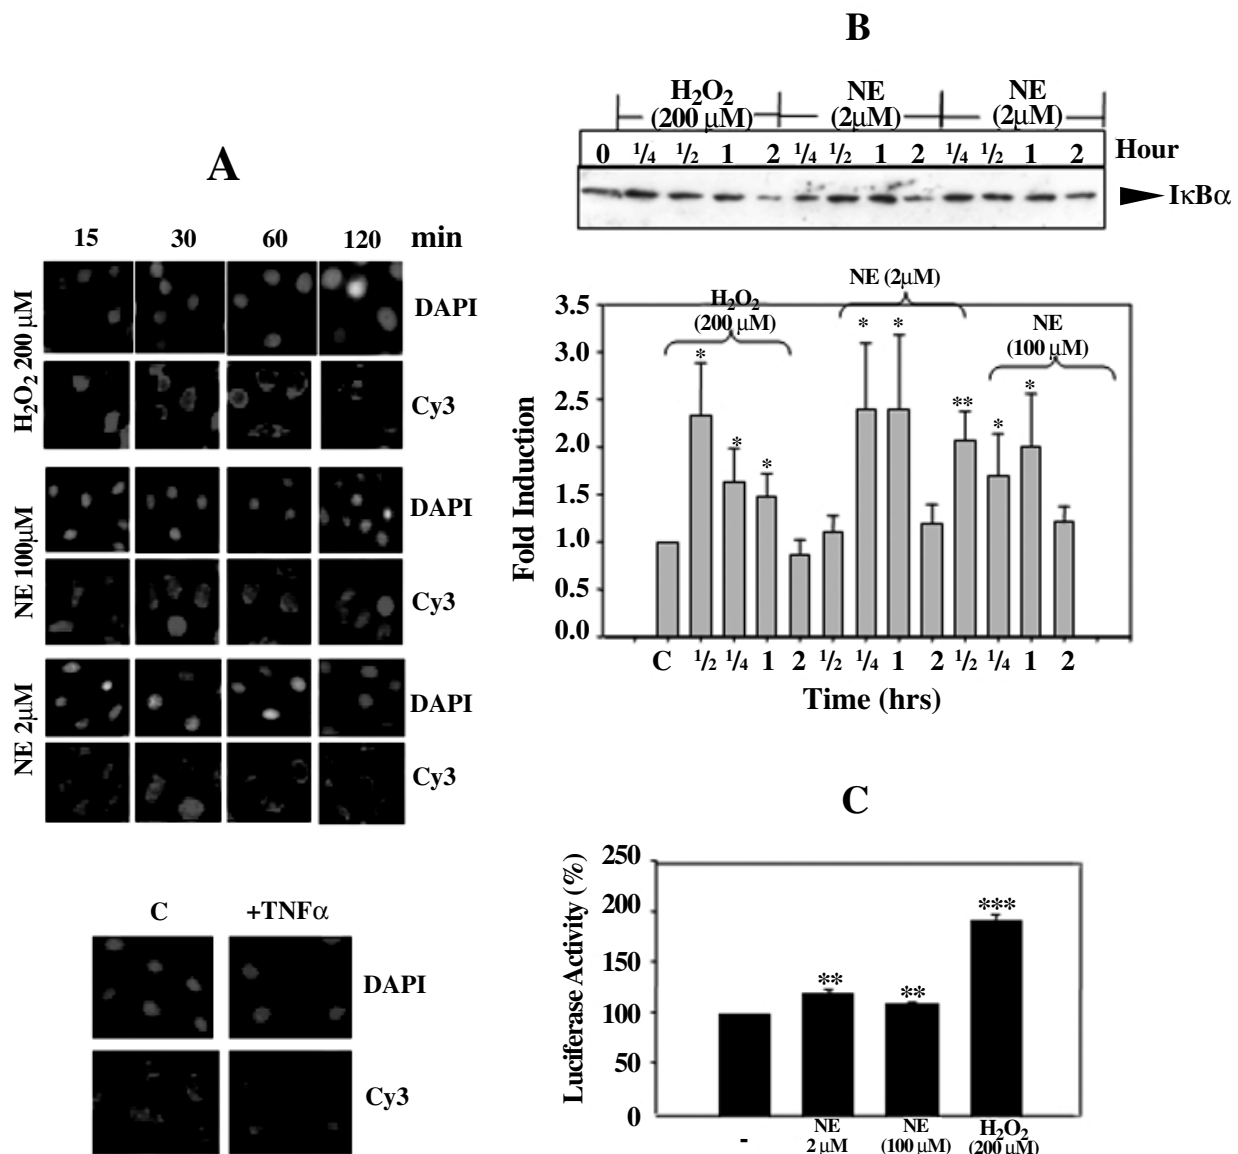 A
15 30 60 120 min
H₂O₂ 200 µM
DAPI
Cy3
NE 100µM
DAPI
Cy3
NE 2µM
DAPI
Cy3
C +TNFα
DAPI
Cy3
B
H₂O₂ NE NE
(200 µM) (2µM) (2µM)
0 1/4 1/2 1 2 1/4 1/2 1 2 1/4 1/2 1 2 Hour
IκBα
Fold Induction
3.5
3.0
2.5
2.0
1.5
1.0
0.5
0.0
H₂O₂
(200 µM)
NE (2µM)
NE
(100 µM)
* * * * * ** * *
C 1/2 1/4 1 2 1/2 1/4 1 2 1/2 1/4 1 2
Time (hrs)
C
Luciferase Activity (%)
250
200
150
100
50
0
** ** ***
- NE NE H₂O₂
2 µM (100 µM) (200 µM)